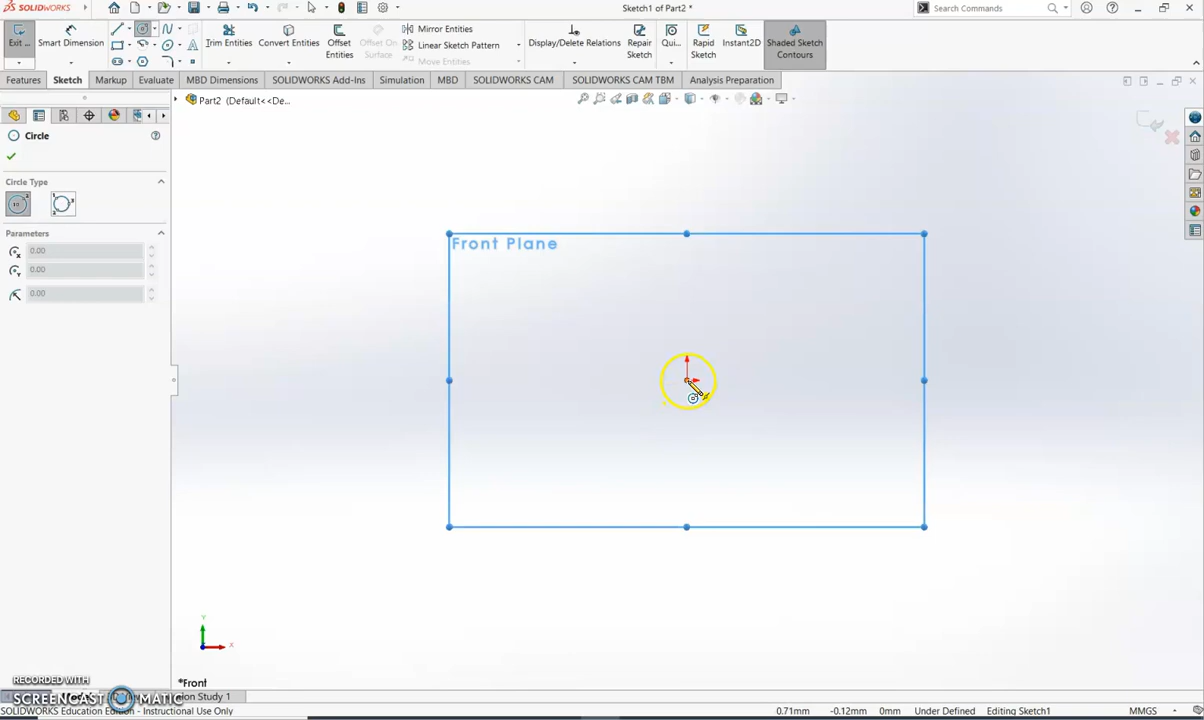 SOLIDWORKS
Sketch1 of Part2 *
Search Commands
Exit ...
Smart Dimension
Trim Entities
Convert Entities
Offset
Entities
Offset On
Surface
Mirror Entities
Linear Sketch Pattern
Move Entities
Display/Delete Relations
Repair
Sketch
Qui...
Rapid
Sketch
Instant2D
Shaded Sketch
Contours
Features
Sketch
Markup
Evaluate
MBD Dimensions
SOLIDWORKS Add-Ins
Simulation
MBD
SOLIDWORKS CAM
SOLIDWORKS CAM TBM
Analysis Preparation
Part2 (Default<<De...
Circle
Circle Type
Parameters
0.00
0.00
0.00
Front Plane
Y
X
*Front
RECORDED WITH
SCREENCAST MATIC
Study 1
SOLIDWORKS Education Edition - Instructional Use Only
0.71mm
-0.12mm
0mm
Under Defined
Editing Sketch1
MMGS